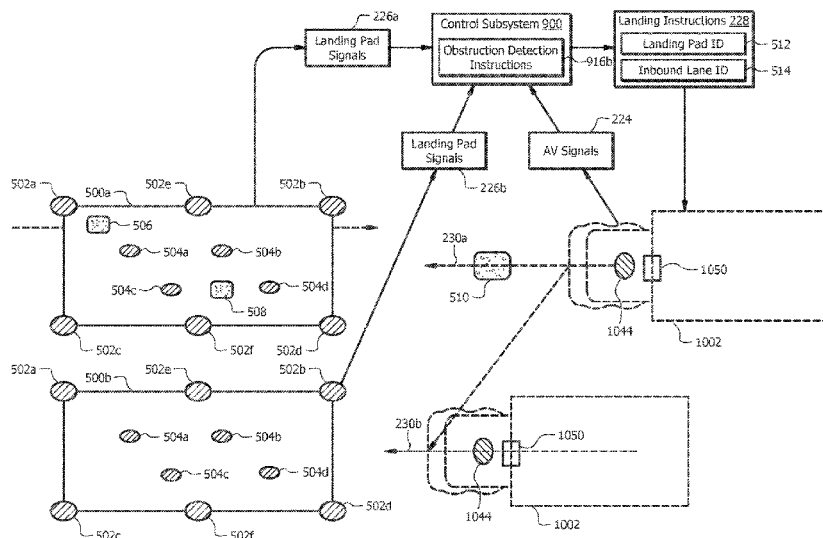 226a
Landing Pad
Signals
Control Subsystem 900
Obstruction Detection
Instructions
916b
Landing Instructions 228
Landing Pad ID
512
Inbound Lane ID
514
Landing Pad
Signals
226b
224
AV Signals
502a
500a
502e
502b
506
504a
504b
504c
504d
508
502c
502f
502d
230a
510
1050
1044
1002
502a
500b
502e
502b
504a
504b
504c
504d
502d
502c
502f
230b
1050
1044
1002